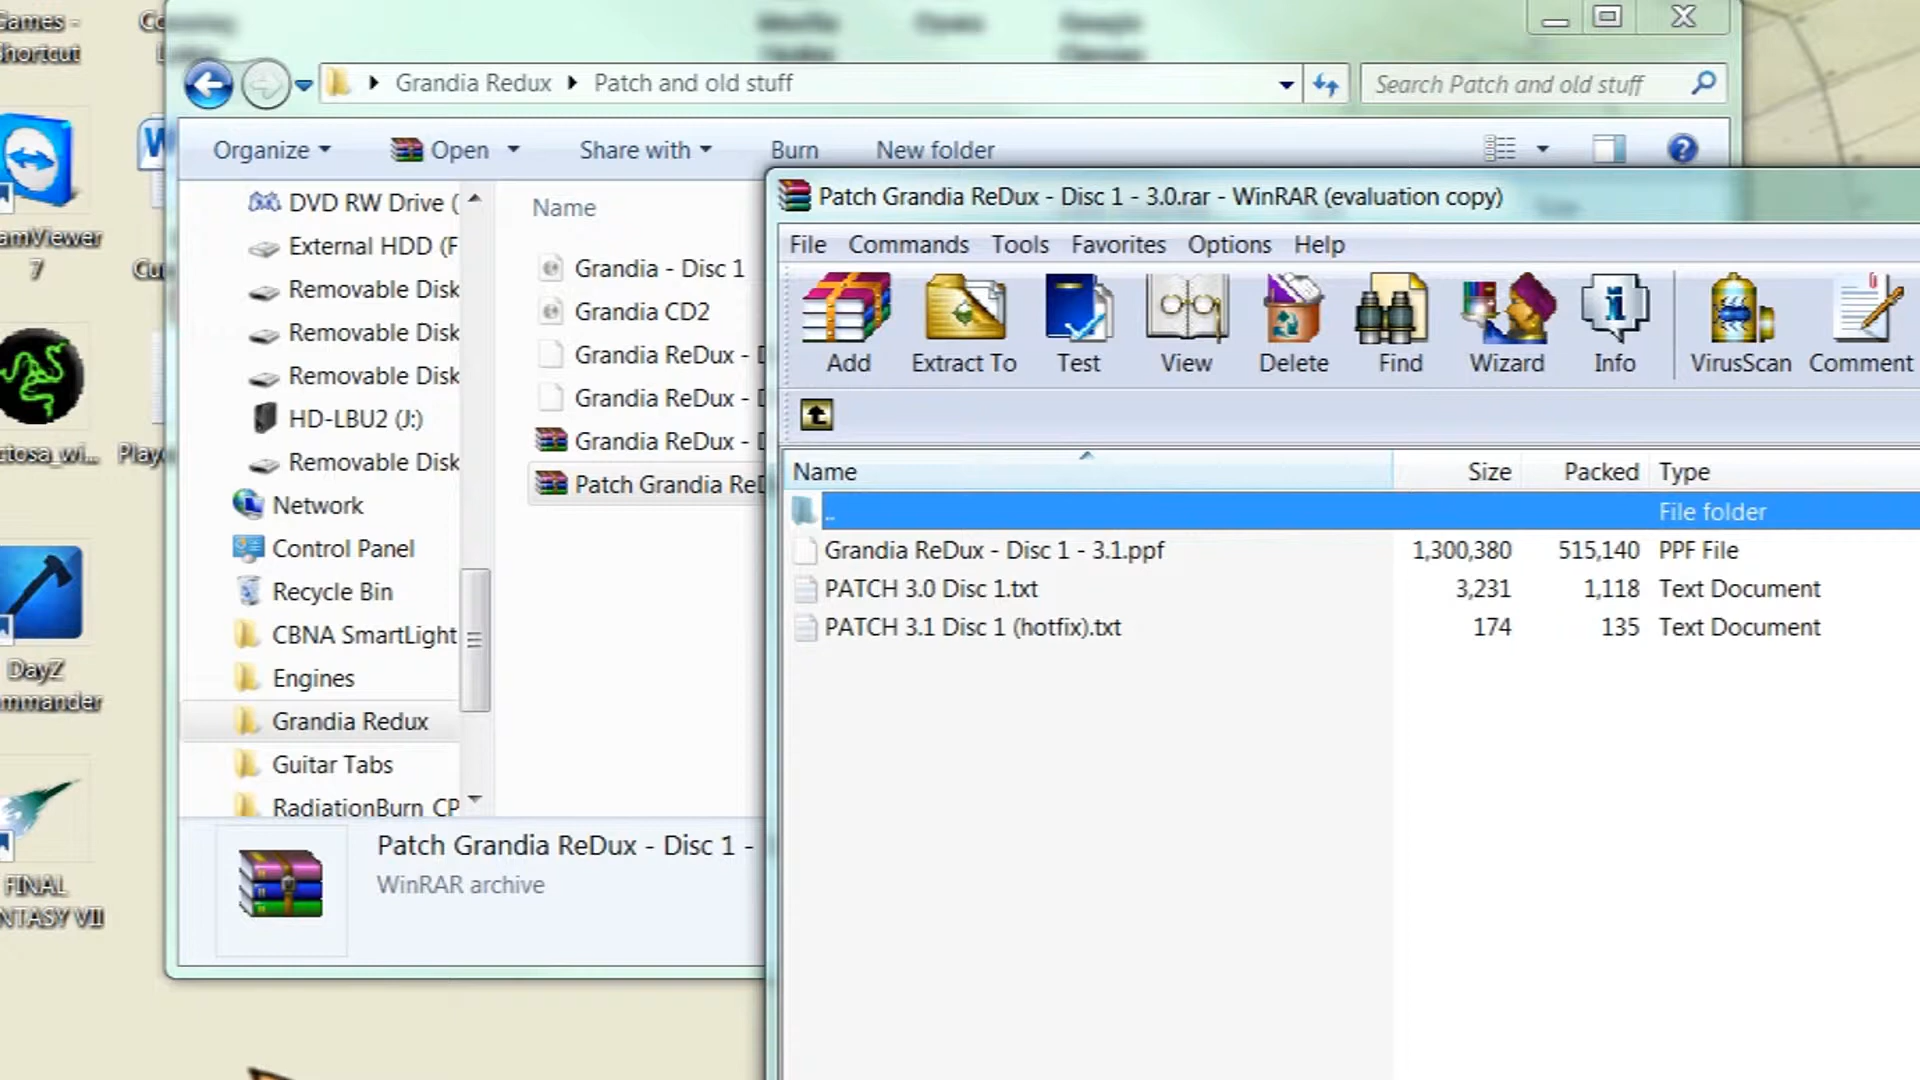 Games -
Shortcut
7
DayZ
FINAL
Grandia Redux
Patch and old stuff
Search Patch and old stuff
Organize
Open
Share with
Burn
New folder
DVD RW Drive (
External HDD (F
Removable Disk
Removable Disk
Removable Disk
HD-LBU2 (J:)
Removable Disk
Network
Control Panel
Recycle Bin
CBNA SmartLight
Engines
Grandia Redux
Guitar Tabs
RadiationBurn CP
Name
Grandia - Disc 1
Grandia CD2
Grandia ReDux -
Grandia ReDux -
Grandia ReDux -
Patch Grandia ReD
Patch Grandia ReDux - Disc 1 -
WinRAR archive
Patch Grandia ReDux - Disc 1 - 3.0.rar - WinRAR (evaluation copy)
File Commands Tools Favorites Options Help
Add Extract To Test View Delete Find Wizard Info VirusScan Comment
Name Size Packed Type
.. File folder
Grandia ReDux - Disc 1 - 3.1.ppf 1,300,380 515,140 PPF File
PATCH 3.0 Disc 1.txt 3,231 1,118 Text Document
PATCH 3.1 Disc 1 (hotfix).txt 174 135 Text Document